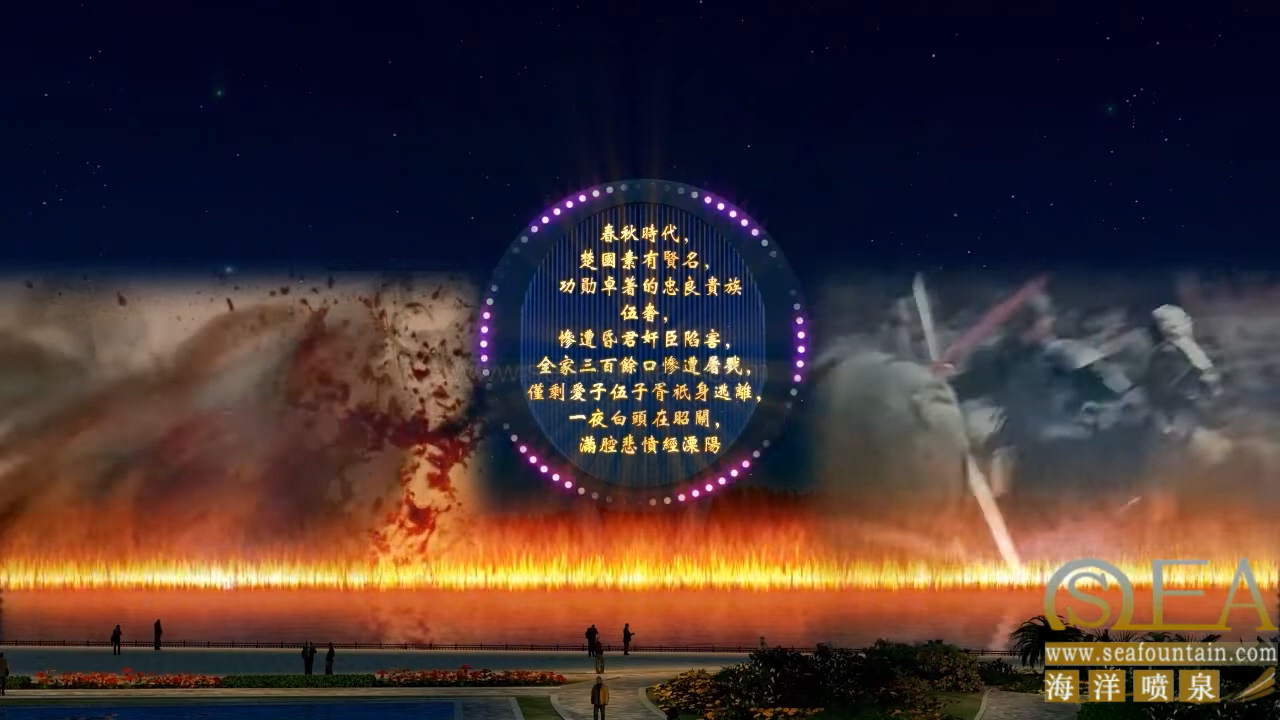 春秋時代，
楚國素有賢名，
功勛卓著的忠良貴族
伍奢，
慘遭昏君奸臣陷害，
全家三百餘口慘遭屠戮，
僅剩愛子伍子胥祇身逃離，
一夜白頭在昭關，
滿腔悲憤經溧陽
SEA
www.seafountain.com
海洋喷泉